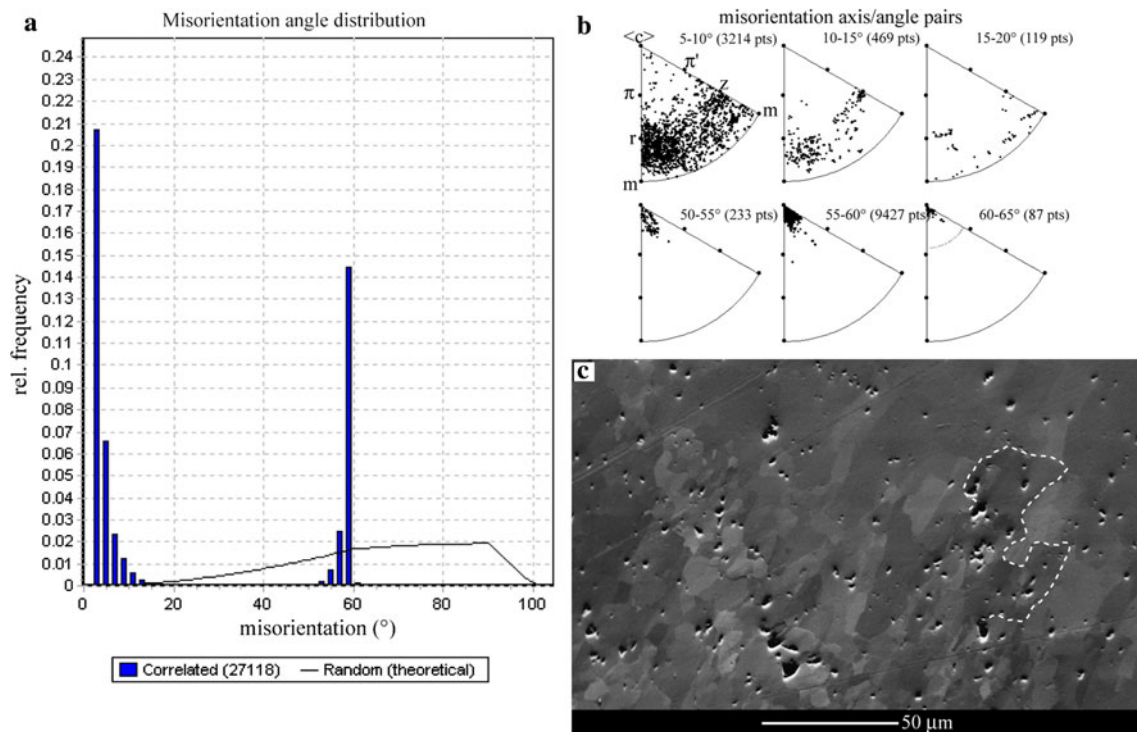 a
Misorientation angle distribution
0.24
0.23
0.22
0.21
0.2
0.19
0.18
0.17
0.16
0.15
0.14
0.13
0.12
0.11
0.1
0.09
0.08
0.07
0.06
0.05
0.04
0.03
0.02
0.01
0
rel. frequency
0 20 40 60 80 100
misorientation (°)
Correlated (27118) Random (theoretical)
b
misorientation axis/angle pairs
<c> 5-10° (3214 pts) 10-15° (469 pts) 15-20° (119 pts)
π'
π z
m
r
m
50-55° (233 pts) 55-60° (9427 pts) 60-65° (87 pts)
c
50 µm